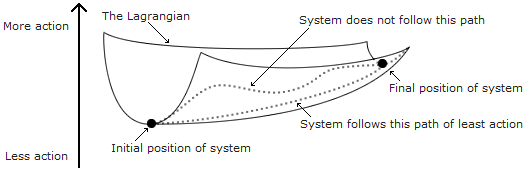 The Lagrangian
System does not follow this path
More action
Final position of system
System follows this path of least action
Initial position of system
Less action